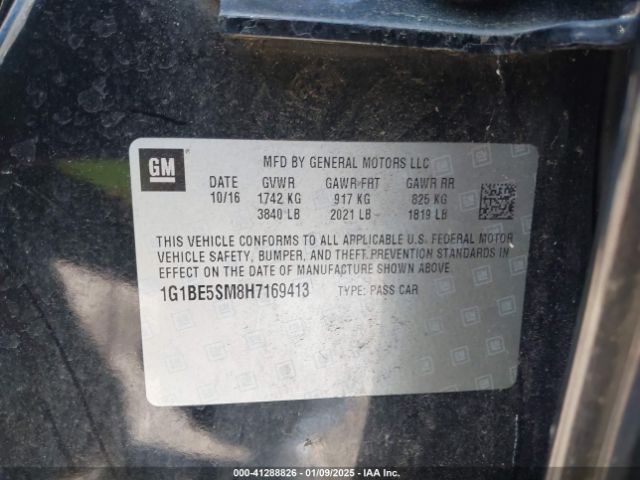 GM
MFD BY GENERAL MOTORS LLC
DATE GVWR GAWR FRT GAWR RR
10/16 1742 KG 917 KG 825 KG
3840 LB 2021 LB 1819 LB
THIS VEHICLE CONFORMS TO ALL APPLICABLE U.S. FEDERAL MOTOR
VEHICLE SAFETY, BUMPER, AND THEFT PREVENTION STANDARDS IN
EFFECT ON THE DATE OF MANUFACTURE SHOWN ABOVE.
1G1BE5SM8H7169413 TYPE: PASS CAR
000-41288826 - 01/09/2025 - IAA Inc.